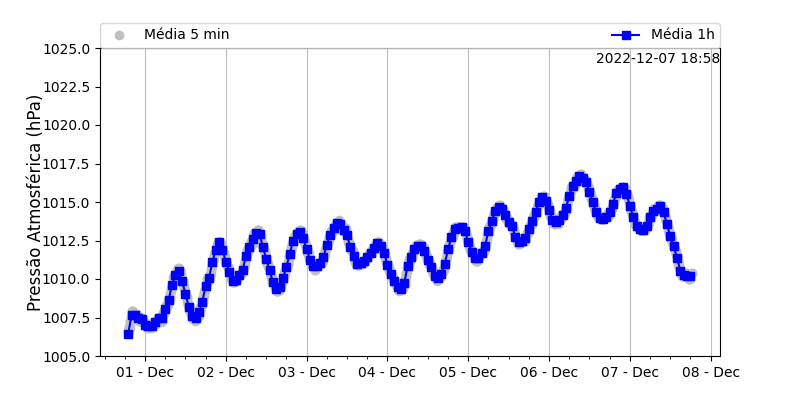 Média 5 min
Média 1h
2022-12-07 18:58
Pressão Atmosférica (hPa)
1025.0
1022.5
1020.0
1017.5
1015.0
1012.5
1010.0
1007.5
1005.0
01 - Dec
02 - Dec
03 - Dec
04 - Dec
05 - Dec
06 - Dec
07 - Dec
08 - Dec